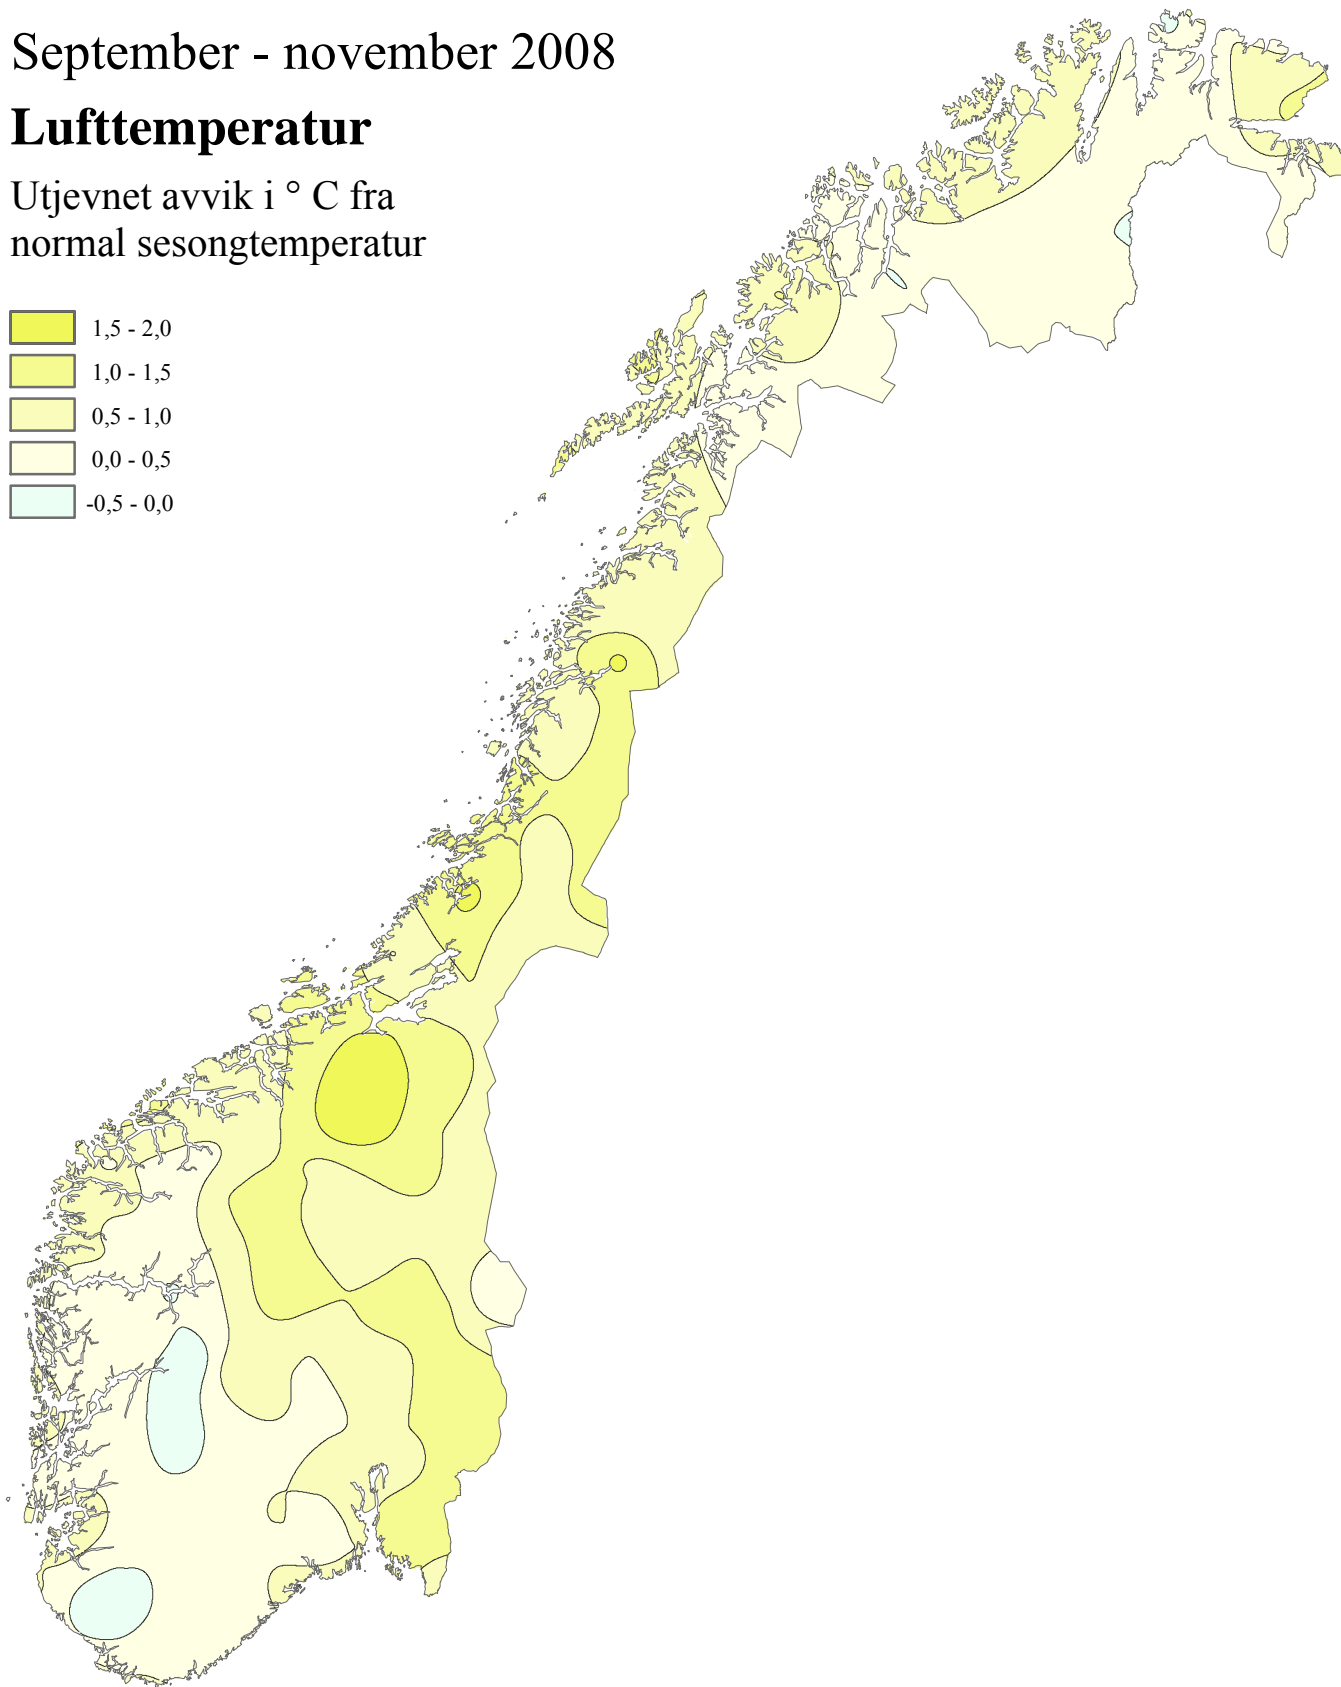 September - november 2008
Lufttemperatur
Utjevnet avvik i ° C fra
normal sesongtemperatur
1,5 - 2,0
1,0 - 1,5
0,5 - 1,0
0,0 - 0,5
-0,5 - 0,0